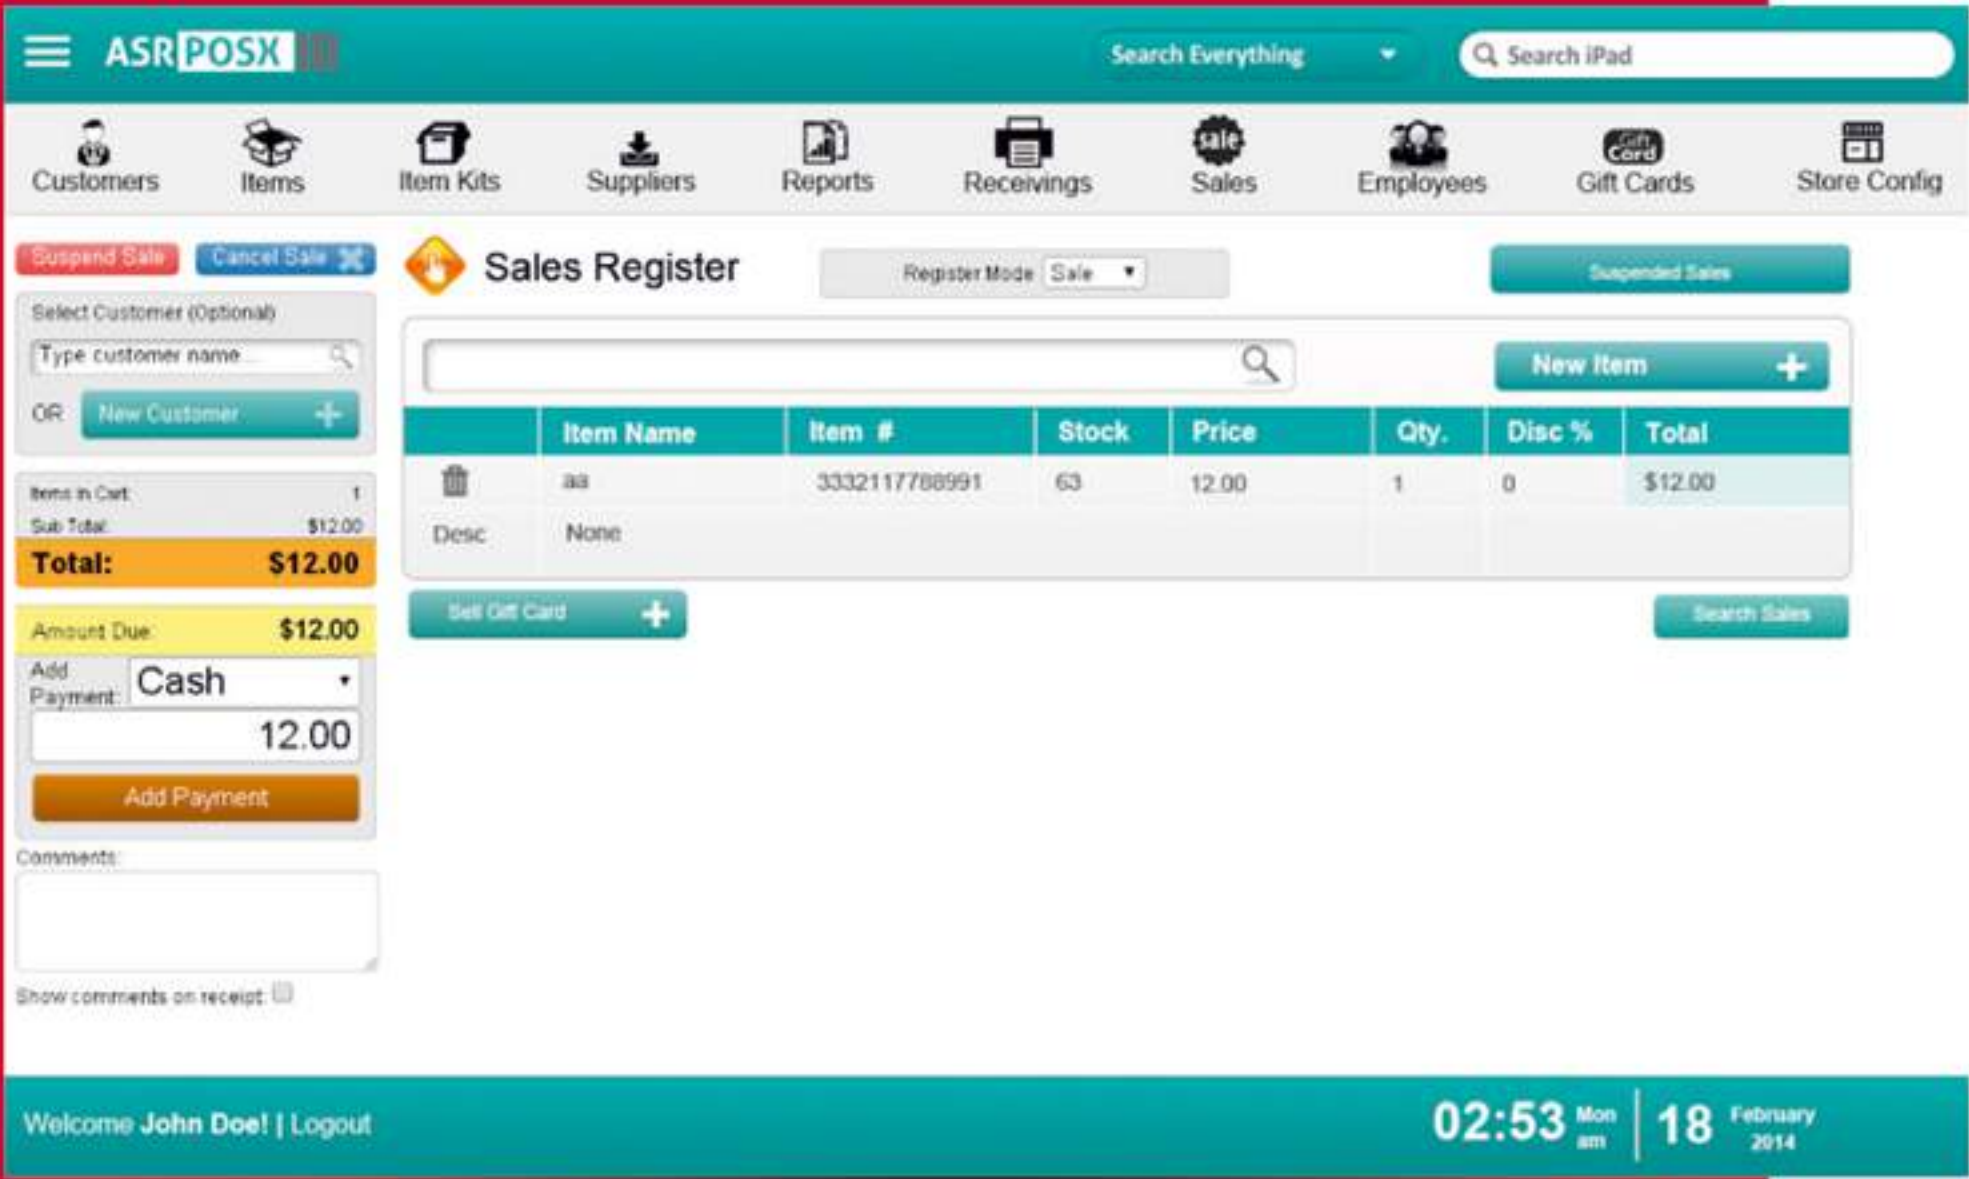 ASR POSX
Search Everything
Search iPad
Customers
Items
Item Kits
Suppliers
Reports
Receivings
sale
Sales
Employees
Gift Card
Gift Cards
Store Config
Suspend Sale
Cancel Sale
Sales Register
Register Mode Sale
Suspended Sales
Select Customer (Optional)
Type customer name...
OR New Customer
New Item
Item Name Item # Stock Price Qty. Disc % Total
aa 3332117788991 63 12.00 1 0 $12.00
Desc None
Items in Cart: 1
Sub Total: $12.00
Total: $12.00
Sell Gift Card
Search Sales
Amount Due: $12.00
Add Payment: Cash
12.00
Add Payment
Comments:
Show comments on receipt:
Welcome John Doe! | Logout
02:53 Mon am
18 February 2014